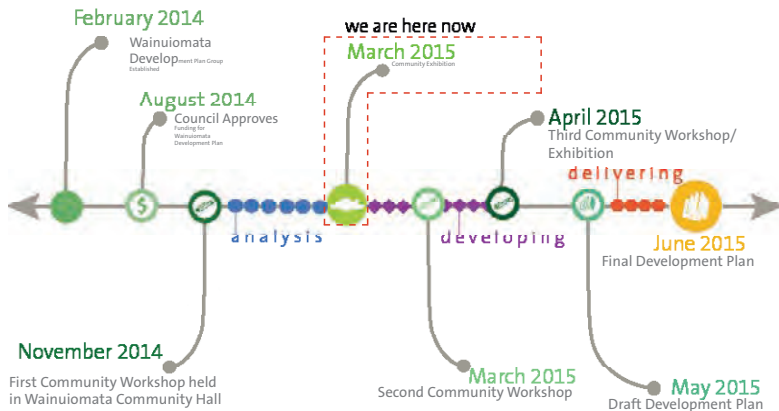 February 2014
Wainuiomata
Development Plan Group
Established
August 2014
Council Approves
Funding for
Wainuiomata
Development Plan
$
we are here now
March 2015
Community Exhibition
April 2015
Third Community Workshop/
Exhibition
delivering
analysis
developing
June 2015
Final Development Plan
November 2014
First Community Workshop held
in Wainuiomata Community Hall
March 2015
Second Community Workshop
May 2015
Draft Development Plan